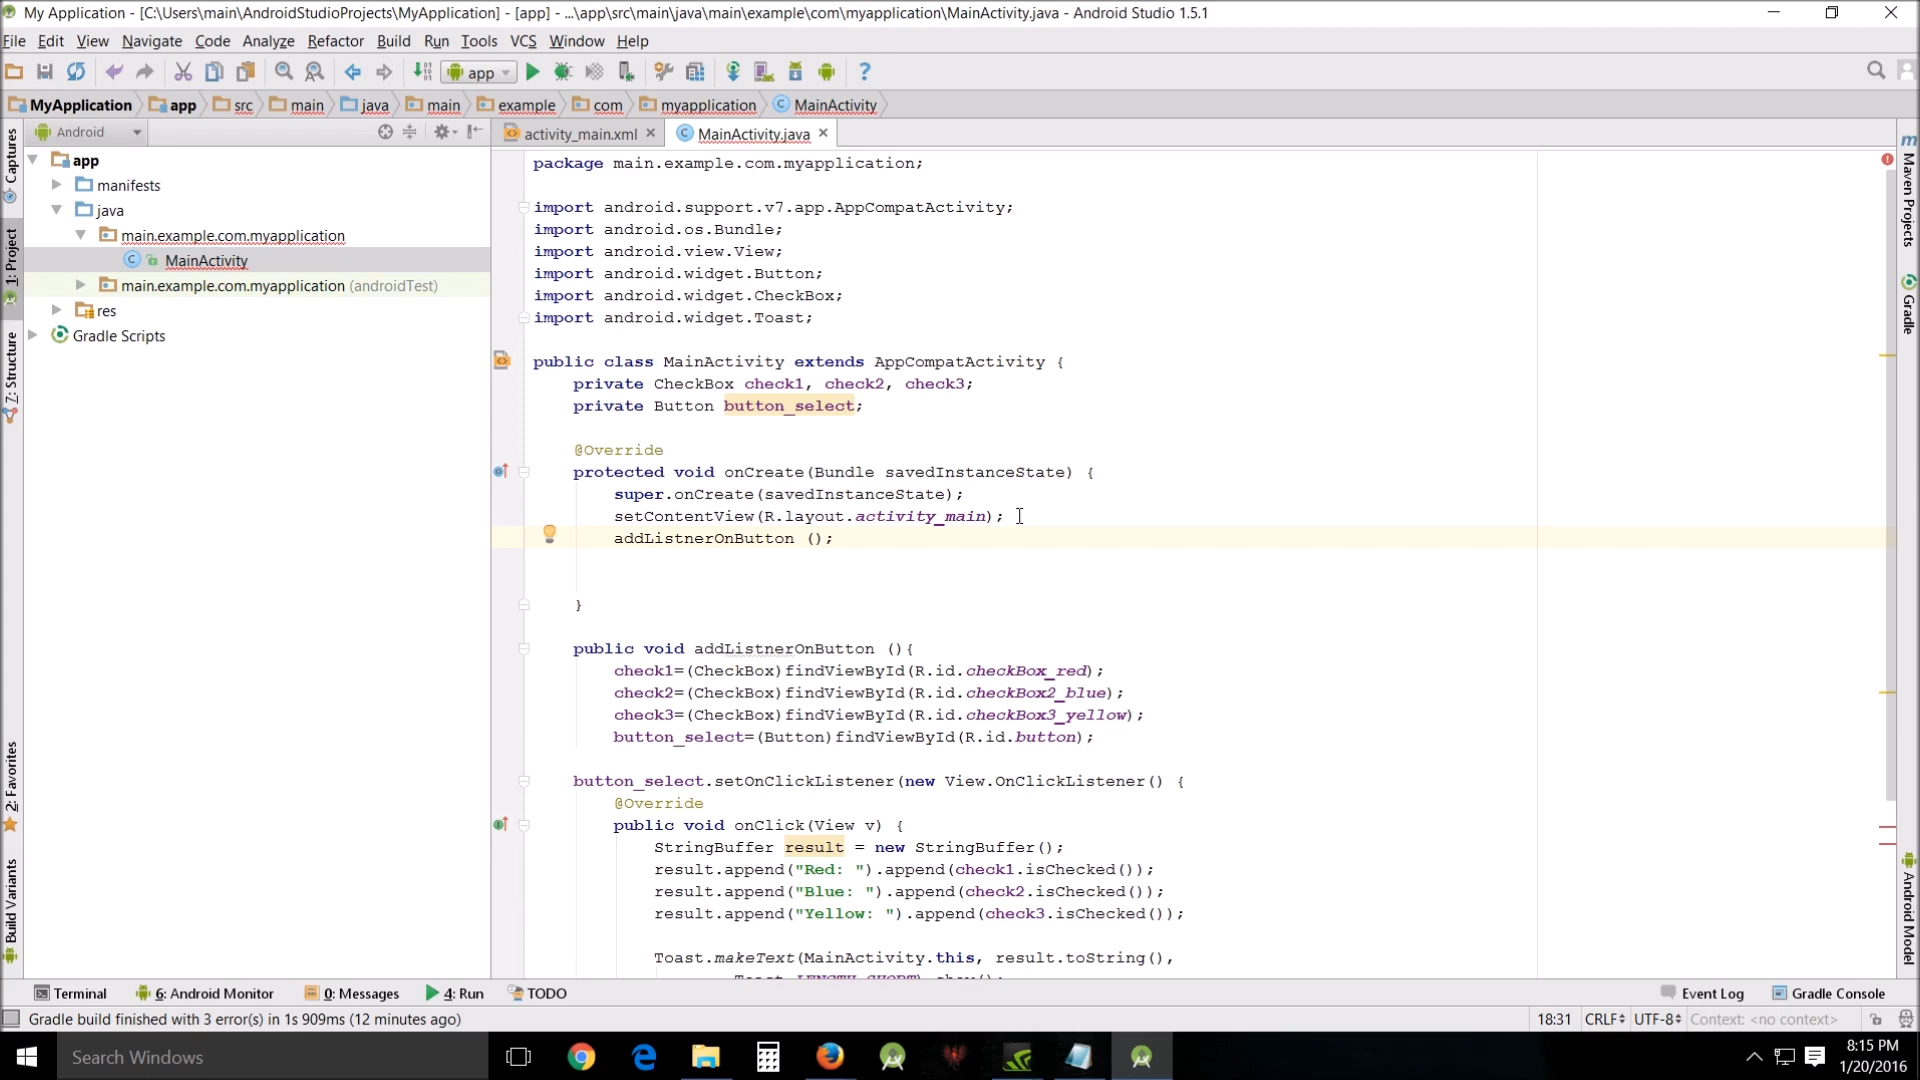 My Application - [C:\Users\main\AndroidStudioProjects\MyApplication] - [app] - ...\app\src\main\java\main\example\com\myapplication\MainActivity.java - Android Studio 1.5.1
File Edit View Navigate Code Analyze Refactor Build Run Tools VCS Window Help
app
MyApplication app src main java main example com myapplication MainActivity
Android
activity_main.xml MainActivity.java
Captures
1: Project
Z: Structure
2: Favorites
Build Variants
app
manifests
java
main.example.com.myapplication
MainActivity
main.example.com.myapplication (androidTest)
res
Gradle Scripts
package main.example.com.myapplication;
import android.support.v7.app.AppCompatActivity;
import android.os.Bundle;
import android.view.View;
import android.widget.Button;
import android.widget.CheckBox;
import android.widget.Toast;
public class MainActivity extends AppCompatActivity {
private CheckBox check1, check2, check3;
private Button button_select;
@Override
protected void onCreate(Bundle savedInstanceState) {
super.onCreate(savedInstanceState);
setContentView(R.layout.activity_main);
addListnerOnButton ();
}
public void addListnerOnButton (){
check1=(CheckBox)findViewById(R.id.checkBox_red);
check2=(CheckBox)findViewById(R.id.checkBox2_blue);
check3=(CheckBox)findViewById(R.id.checkBox3_yellow);
button_select=(Button)findViewById(R.id.button);
button_select.setOnClickListener(new View.OnClickListener() {
@Override
public void onClick(View v) {
StringBuffer result = new StringBuffer();
result.append("Red: ").append(check1.isChecked());
result.append("Blue: ").append(check2.isChecked());
result.append("Yellow: ").append(check3.isChecked());
Toast.makeText(MainActivity.this, result.toString(),
Toast.LENGTH_SHORT).show();
Maven Projects
Gradle
Android Model
Terminal 6: Android Monitor 0: Messages 4: Run TODO Event Log Gradle Console
Gradle build finished with 3 error(s) in 1s 909ms (12 minutes ago) 18:31 CRLF UTF-8 Context: <no context>
Search Windows
8:15 PM
1/20/2016